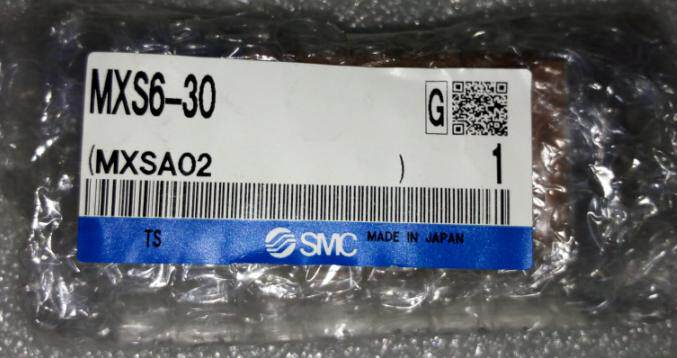 MXS6-30
G
(MXSA02 )
1
TS
SMC
MADE IN JAPAN